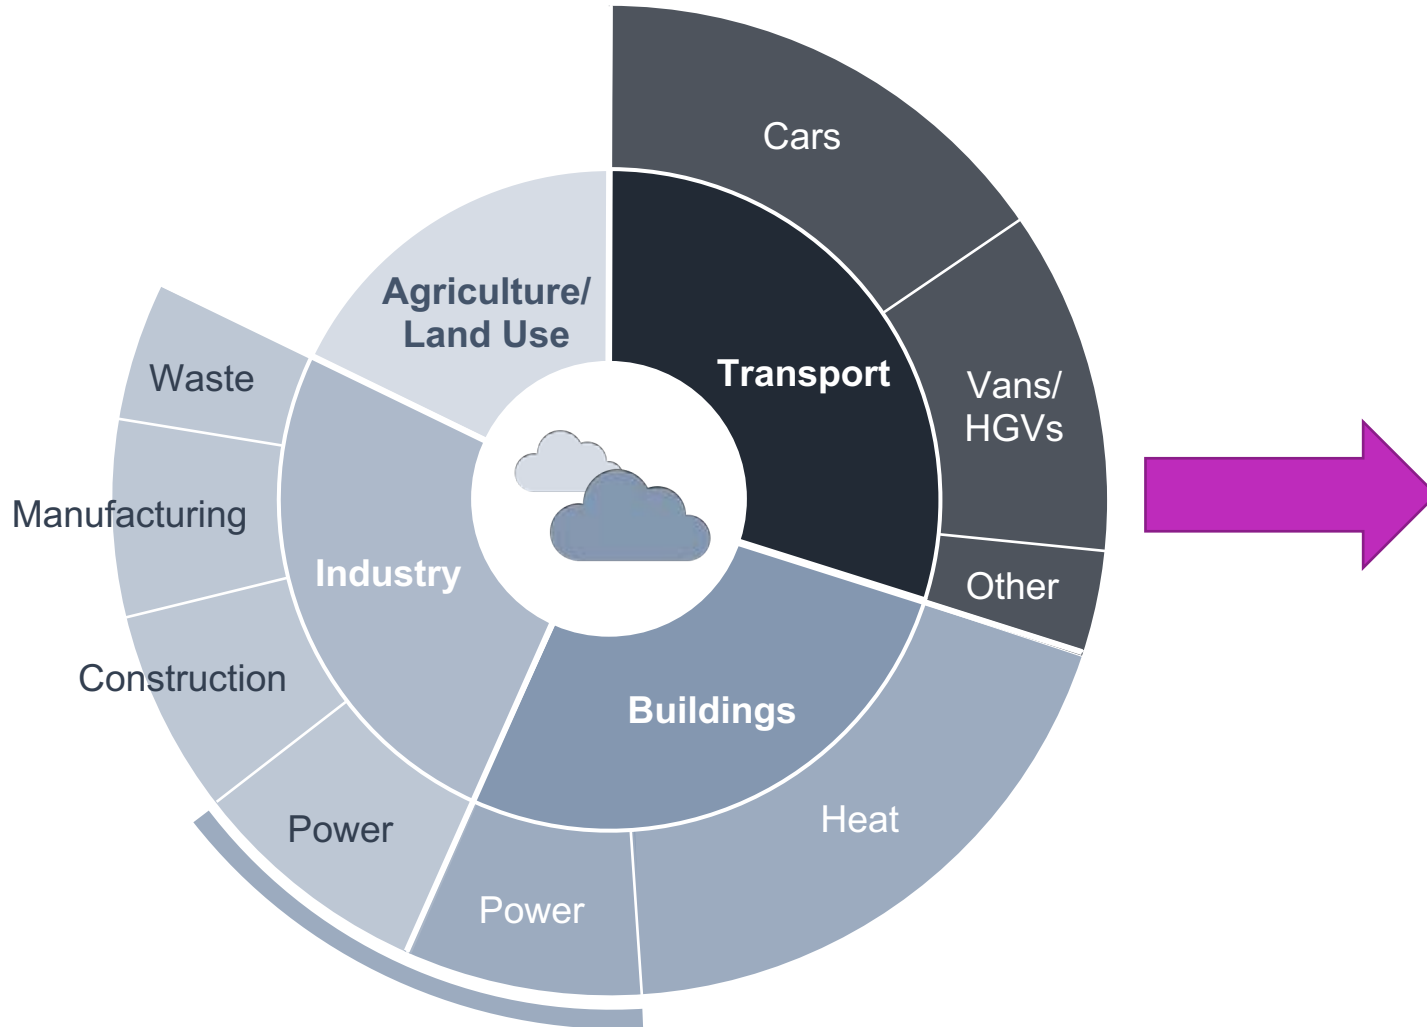 Cars
Agriculture/
Land Use
Transport
Waste
Vans/
HGVs
Manufacturing
Industry
Other
Construction
Buildings
Heat
Power
Power